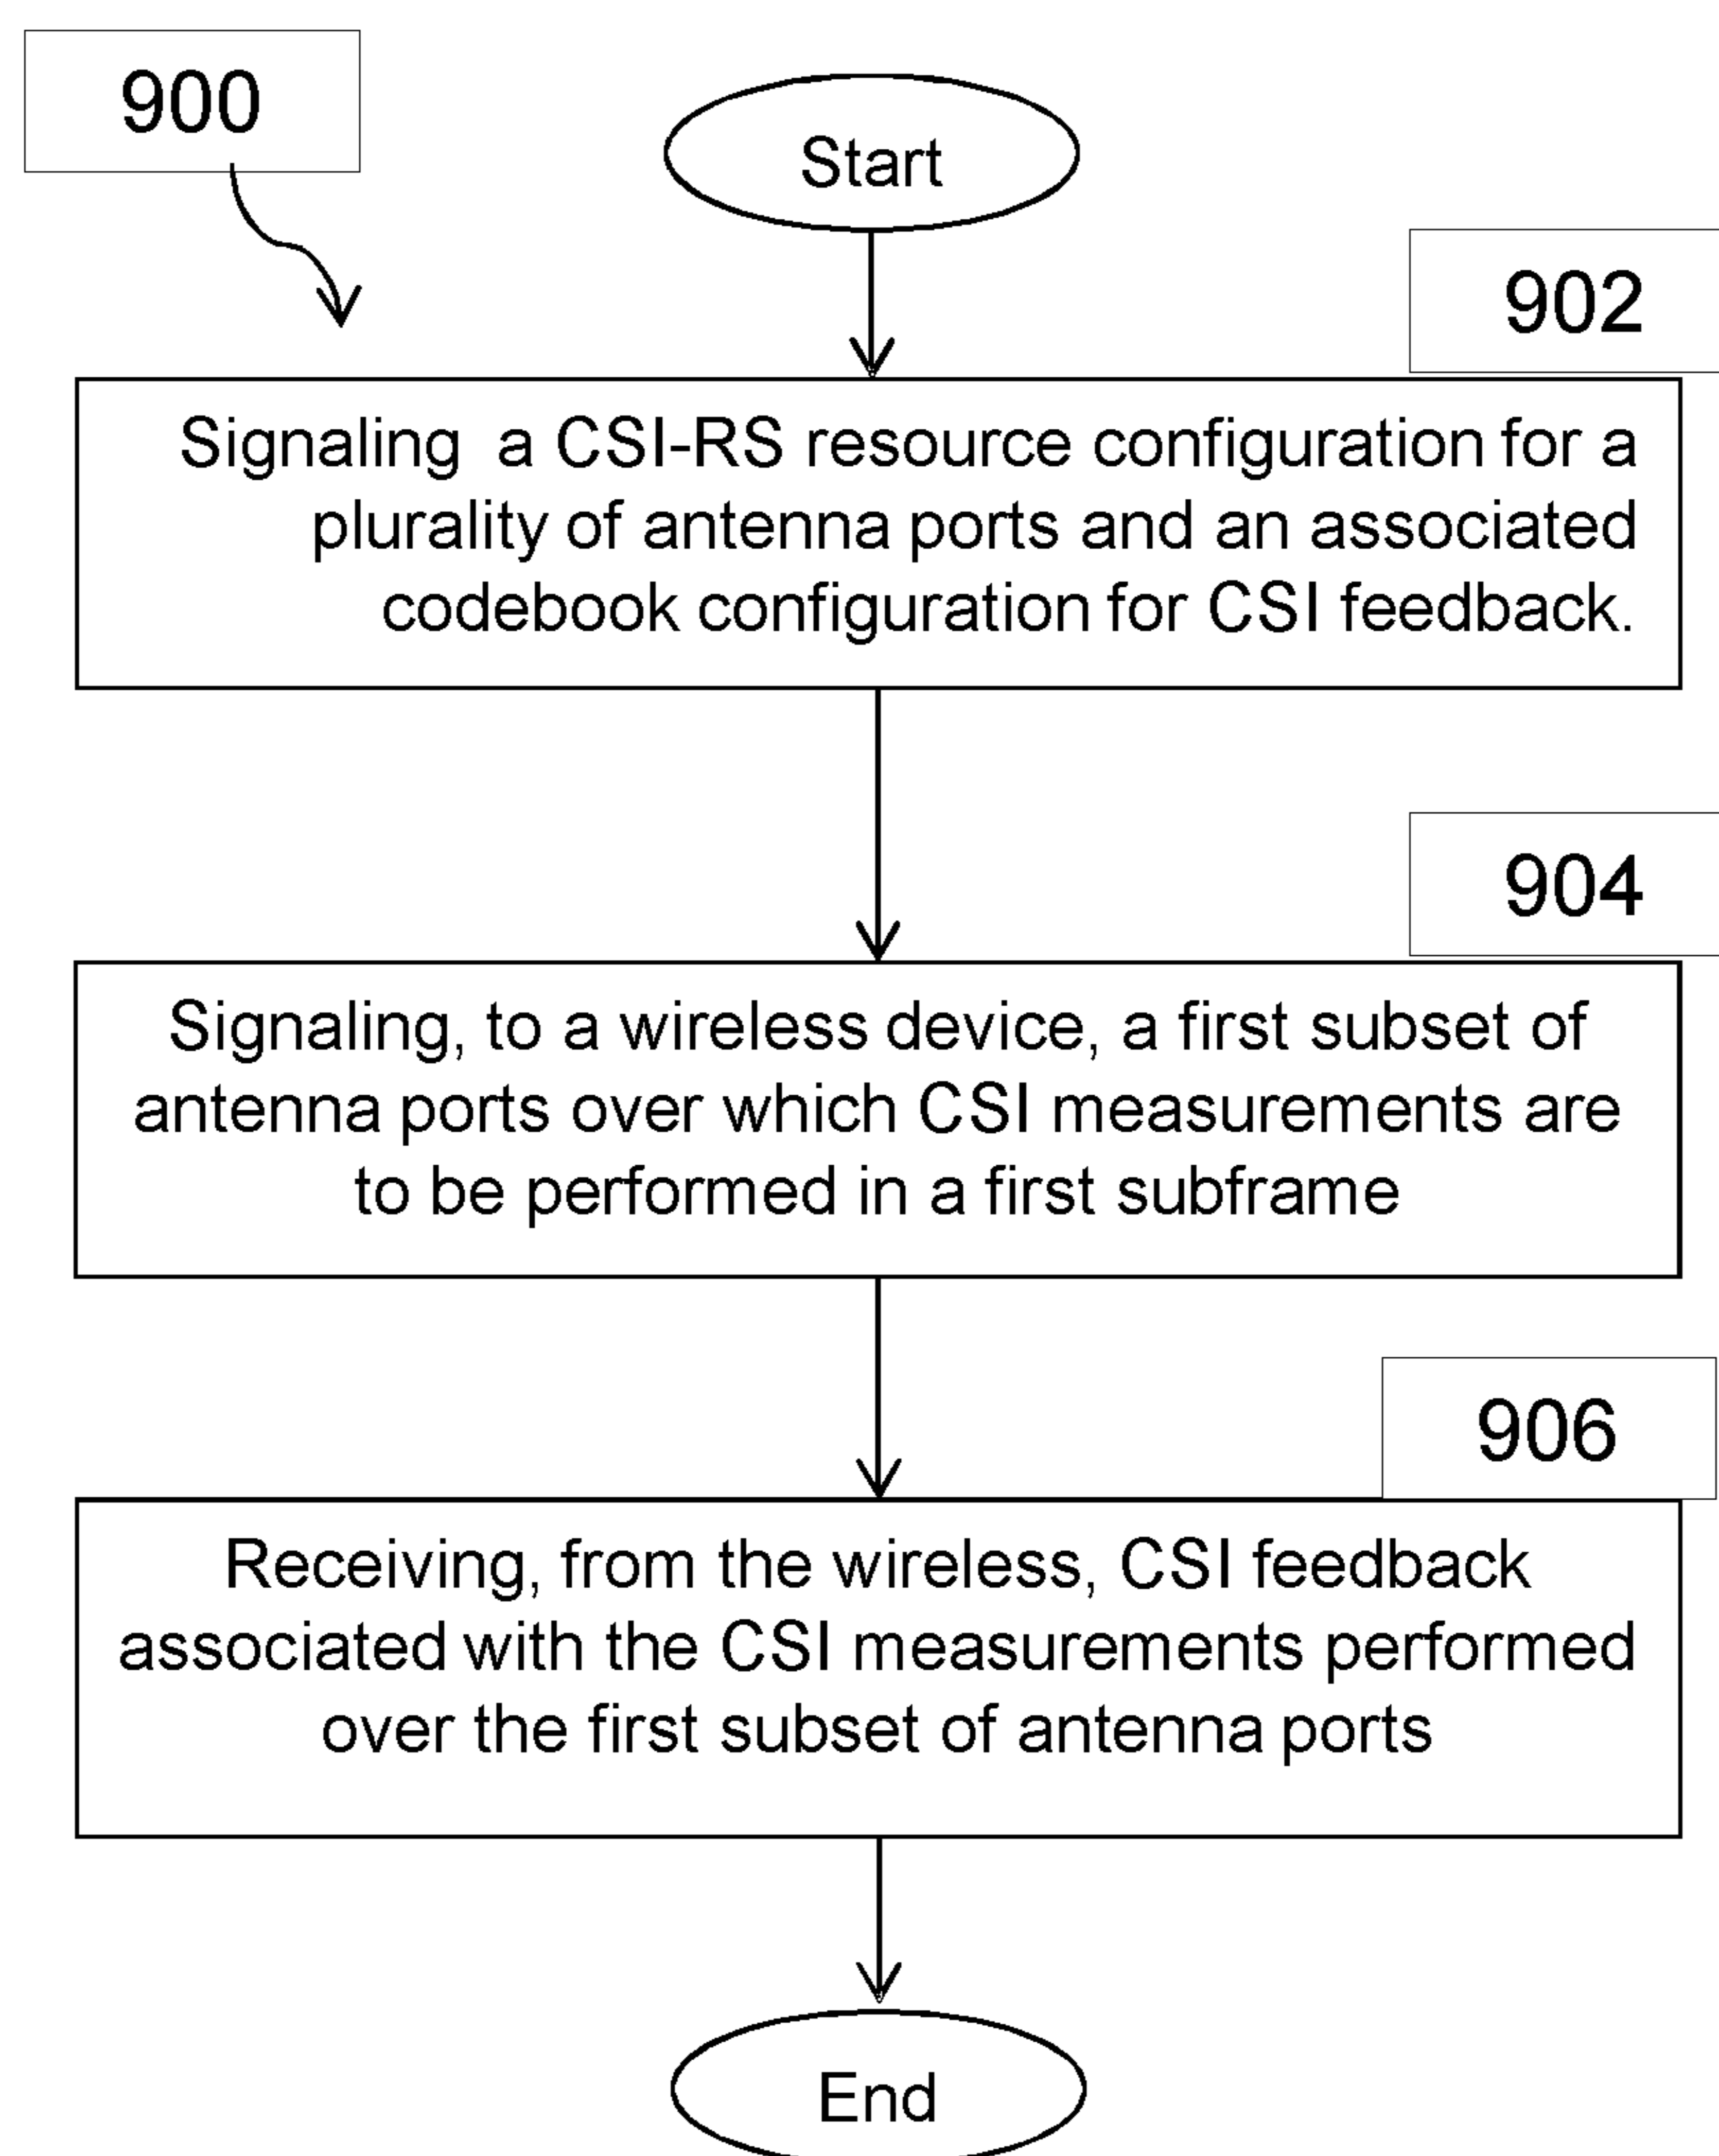 900
Start
902
Signaling a CSI-RS resource configuration for a
plurality of antenna ports and an associated
codebook configuration for CSI feedback.
904
Signaling, to a wireless device, a first subset of
antenna ports over which CSI measurements are
to be performed in a first subframe
906
Receiving, from the wireless, CSI feedback
associated with the CSI measurements performed
over the first subset of antenna ports
End